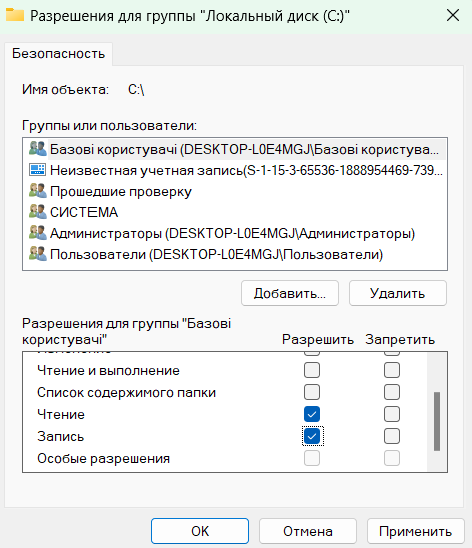 Разрешения для группы "Локальный диск (C:)"
Безопасность
Имя объекта: C:\
Группы или пользователи:
Базові користувачі (DESKTOP-L0E4MGJ\Базові користува...
Неизвестная учетная запись(S-1-15-3-65536-1888954469-739...
Прошедшие проверку
СИСТЕМА
Администраторы (DESKTOP-L0E4MGJ\Администраторы)
Пользователи (DESKTOP-L0E4MGJ\Пользователи)
Добавить... Удалить
Разрешения для группы "Базові
користувачі" Разрешить Запретить
Чтение и выполнение
Список содержимого папки
Чтение
Запись
Особые разрешения
ОК Отмена Применить